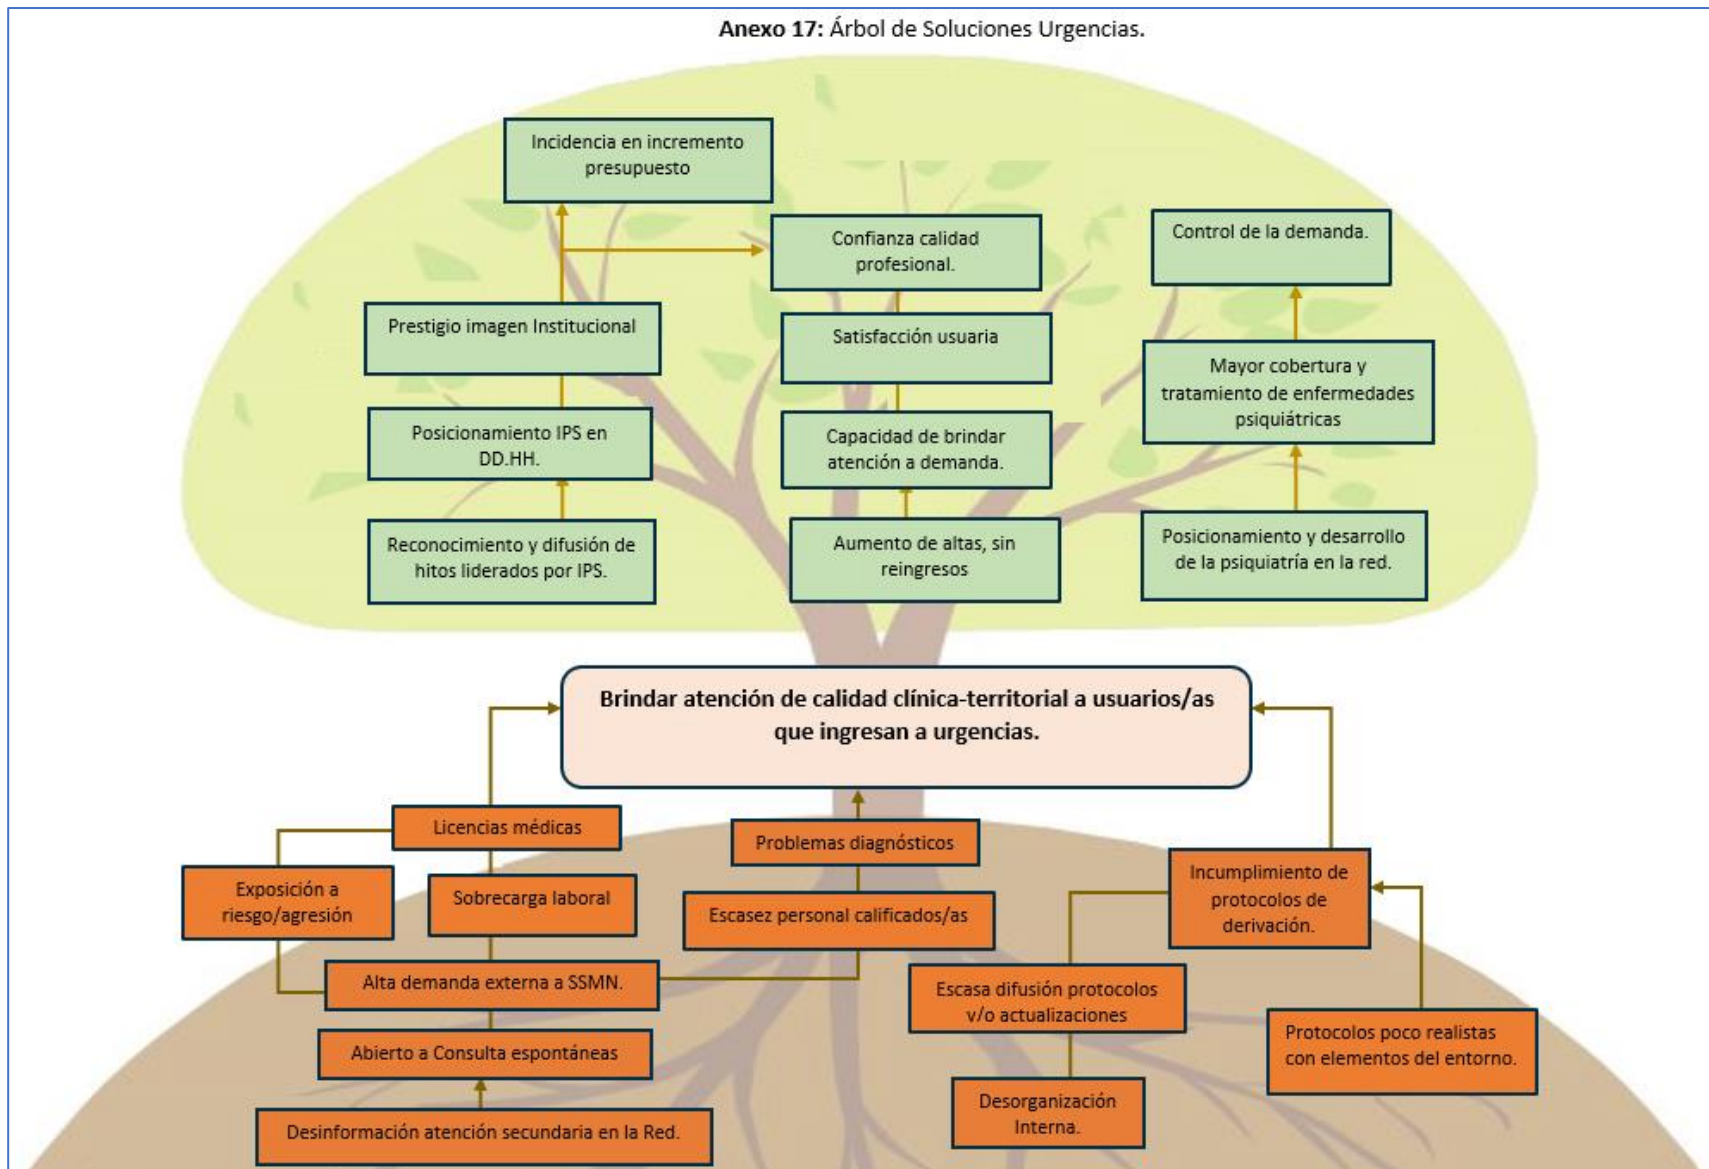 Anexo 17: Árbol de Soluciones Urgencias.
Incidencia en incremento
presupuesto
Confianza calidad
profesional.
Control de la demanda.
Prestigio imagen Institucional
Satisfacción usuaria
Mayor cobertura y
tratamiento de enfermedades
psiquiátricas
Posicionamiento IPS en
DD.HH.
Capacidad de brindar
atención a demanda.
Reconocimiento y difusión de
hitos liderados por IPS.
Aumento de altas, sin
reingresos
Posicionamiento y desarrollo
de la psiquiatría en la red.
Brindar atención de calidad clínica-territorial a usuarios/as
que ingresan a urgencias.
Licencias médicas
Problemas diagnósticos
Incumplimiento de
protocolos de
derivación.
Exposición a
riesgo/agresión
Sobrecarga laboral
Escasez personal calificados/as
Alta demanda externa a SSMN.
Escasa difusión protocolos
y/o actualizaciones
Protocolos poco realistas
con elementos del entorno.
Abierto a Consulta espontáneas
Desorganización
Interna.
Desinformación atención secundaria en la Red.